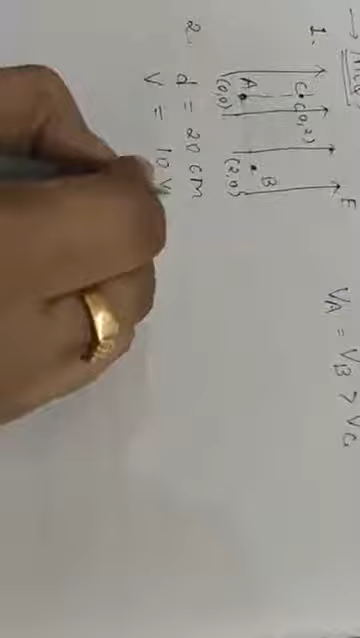 1.
A
(0,0)
C (0,2)
B
(2,0)
E
VA = VB > VC
2. d = 20 cm
V = 10 V